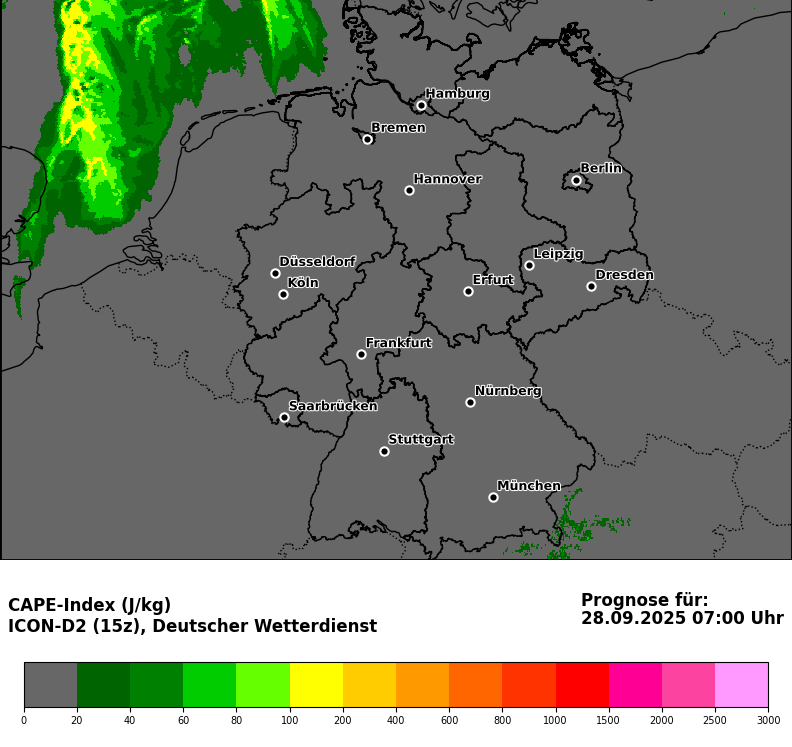 Hamburg
Bremen
Berlin
Hannover
Leipzig
Düsseldorf
Dresden
Köln
Erfurt
Frankfurt
Nürnberg
Saarbrücken
Stuttgart
München
CAPE-Index (J/kg)
ICON-D2 (15z), Deutscher Wetterdienst
Prognose für:
28.09.2025 07:00 Uhr
0 20 40 60 80 100 200 400 600 800 1000 1500 2000 2500 3000